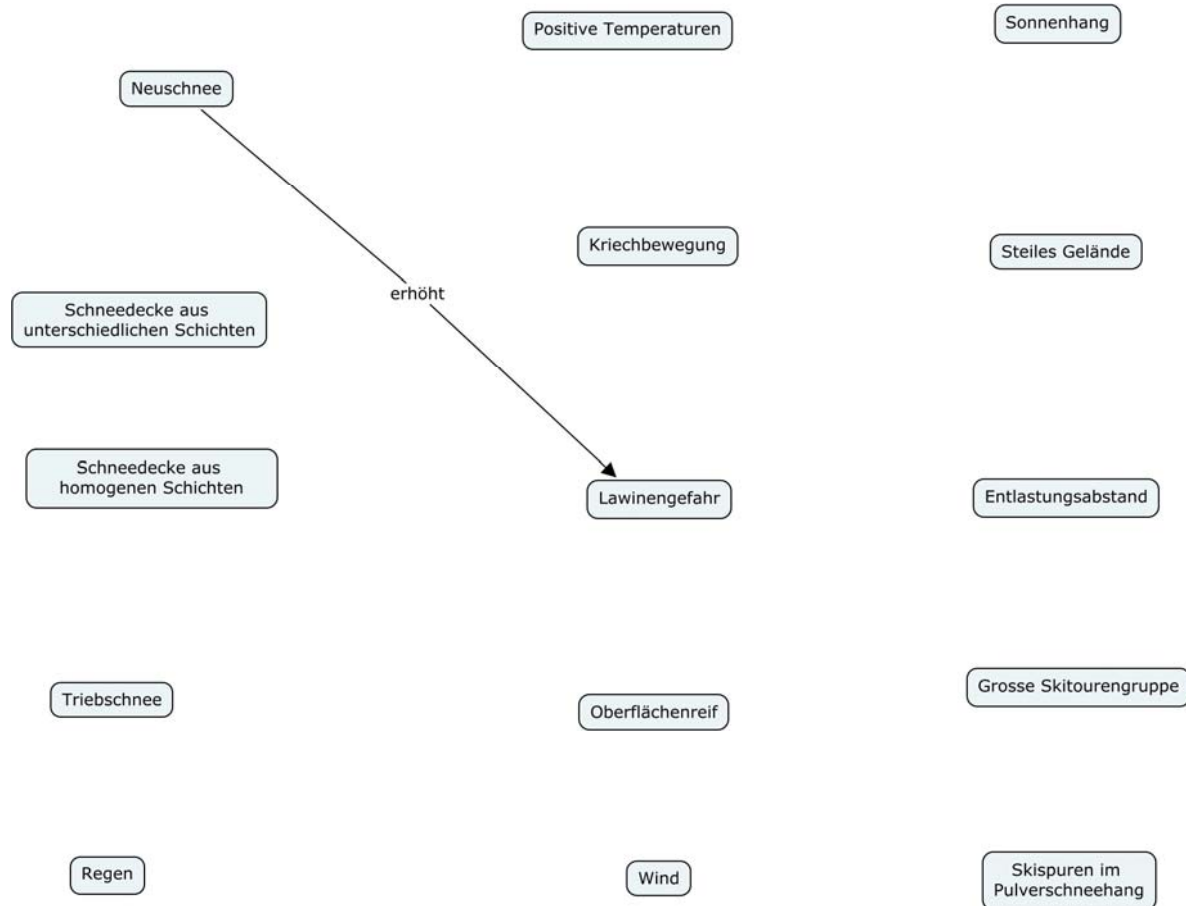 Positive Temperaturen
Sonnenhang
Neuschnee
Kriechbewegung
Steiles Gelände
erhöht
Schneedecke aus
unterschiedlichen Schichten
Schneedecke aus
homogenen Schichten
Lawinengefahr
Entlastungsabstand
Triebschnee
Oberflächenreif
Grosse Skitourengruppe
Regen
Wind
Skispuren im
Pulverschneehang